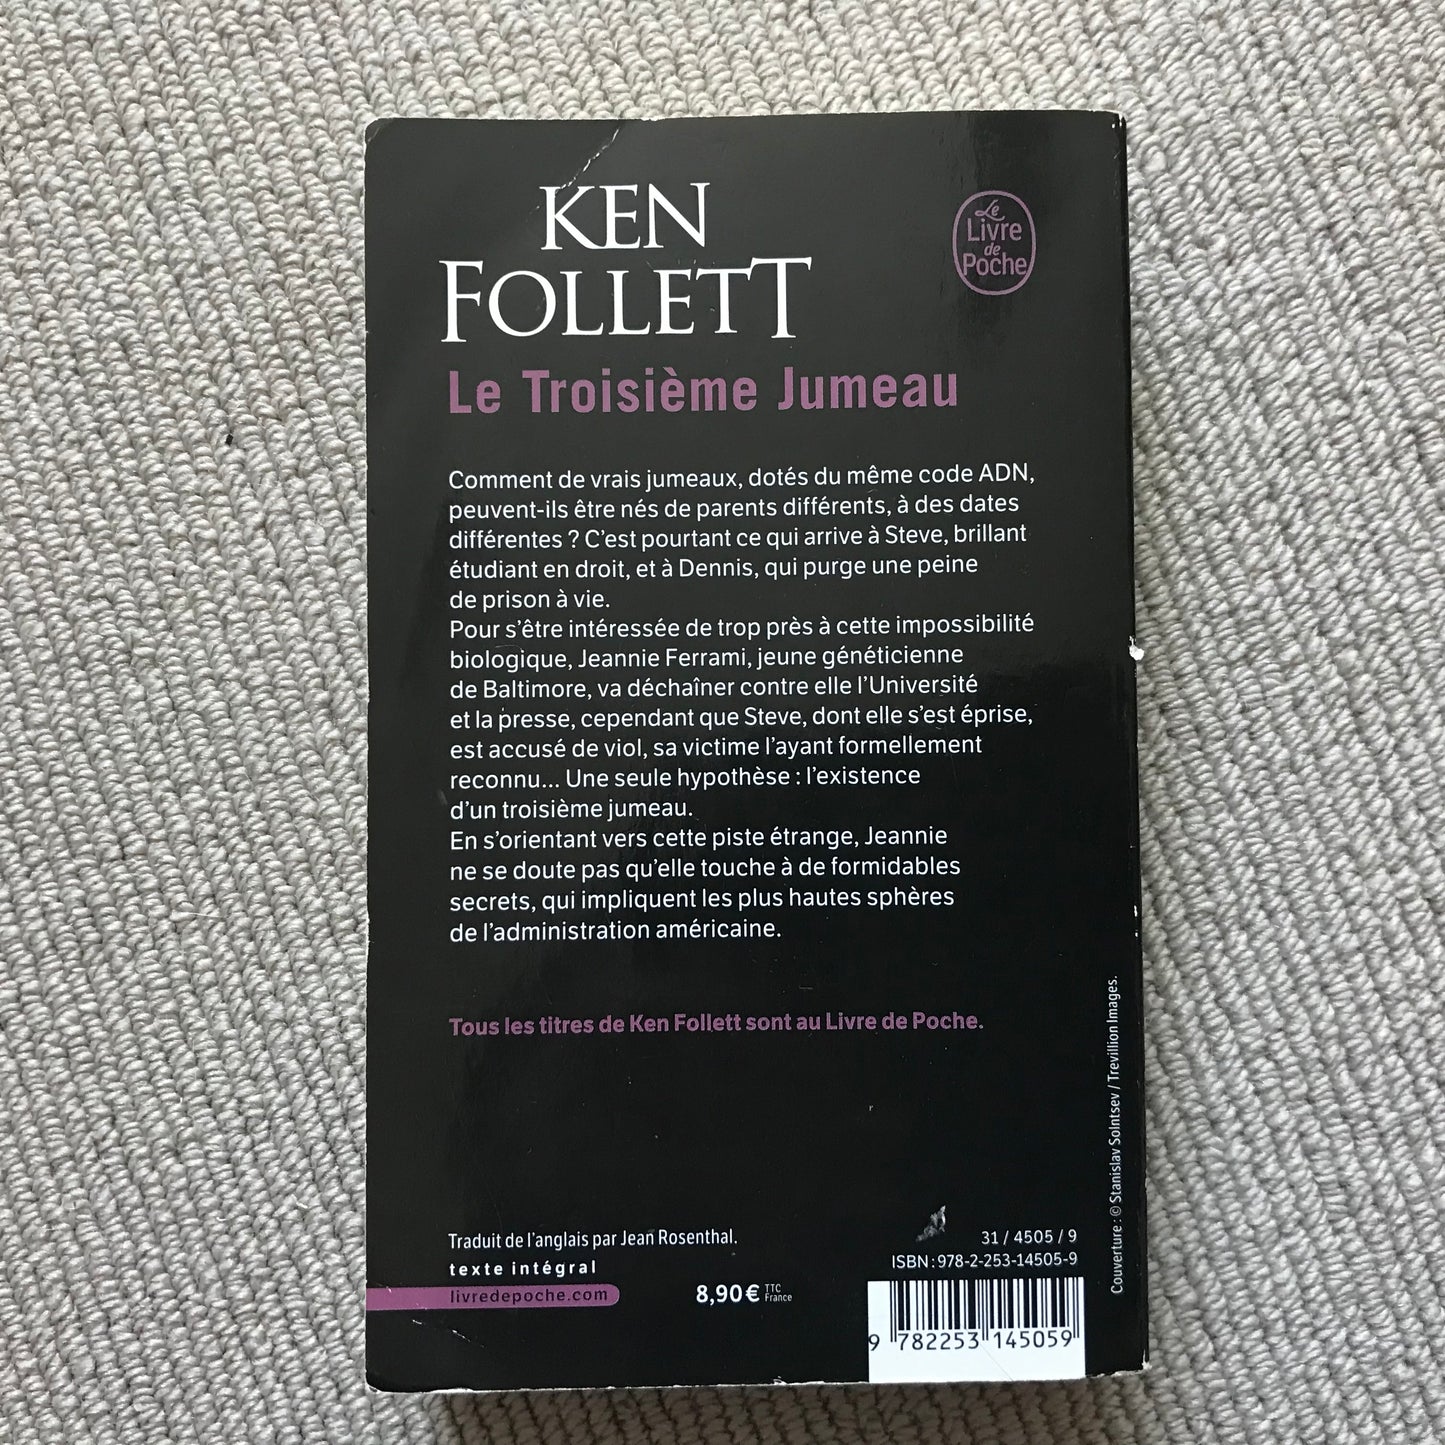 KEN
FOLLETT
Le
Livre
de
Poche
Le Troisième Jumeau
Comment de vrais jumeaux, dotés du même code ADN,
peuvent-ils être nés de parents différents, à des dates
différentes ? C’est pourtant ce qui arrive à Steve, brillant
étudiant en droit, et à Dennis, qui purge une peine
de prison à vie.
Pour s’être intéressée de trop près à cette impossibilité
biologique, Jeannie Ferrami, jeune généticienne
de Baltimore, va déchaîner contre elle l’Université
et la presse, cependant que Steve, dont elle s’est éprise,
est accusé de viol, sa victime l’ayant formellement
reconnu... Une seule hypothèse : l’existence
d’un troisième jumeau.
En s’orientant vers cette piste étrange, Jeannie
ne se doute pas qu’elle touche à de formidables
secrets, qui impliquent les plus hautes sphères
de l’administration américaine.
Tous les titres de Ken Follett sont au Livre de Poche.
Couverture : © Stanislav Solntsev / Trevillion Images.
Traduit de l’anglais par Jean Rosenthal.
texte intégral
livredepoche.com
8,90 € TTC
France
31 / 4505 / 9
ISBN : 978-2-253-14505-9
9 782253 145059